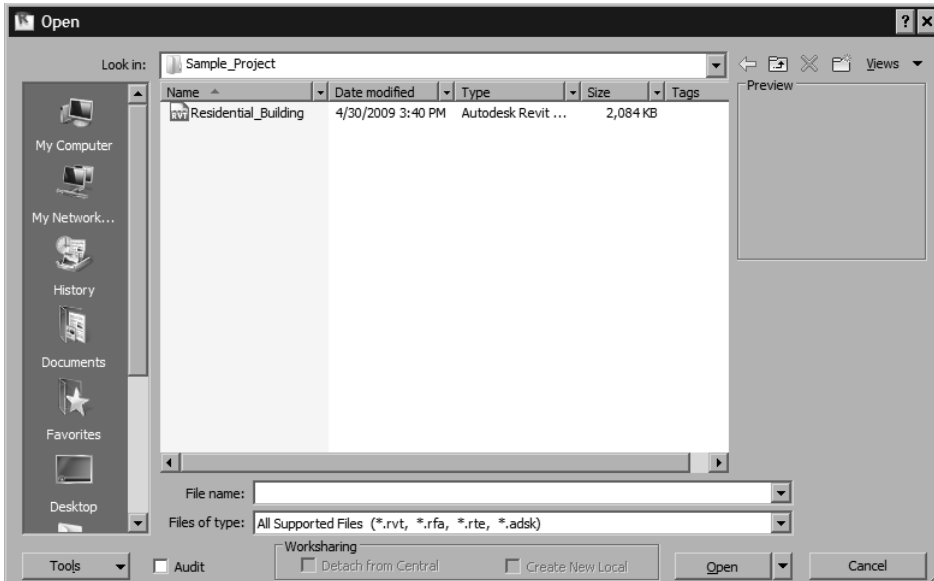 Open
?
Look in: Sample_Project
Views
Name Date modified Type Size Tags
Preview
RVT Residential_Building 4/30/2009 3:40 PM Autodesk Revit ... 2,084 KB
My Computer
My Network...
History
Documents
Favorites
Desktop
File name:
Files of type: All Supported Files (*.rvt, *.rfa, *.rte, *.adsk)
Worksharing
Tools Audit Detach from Central Create New Local Open Cancel